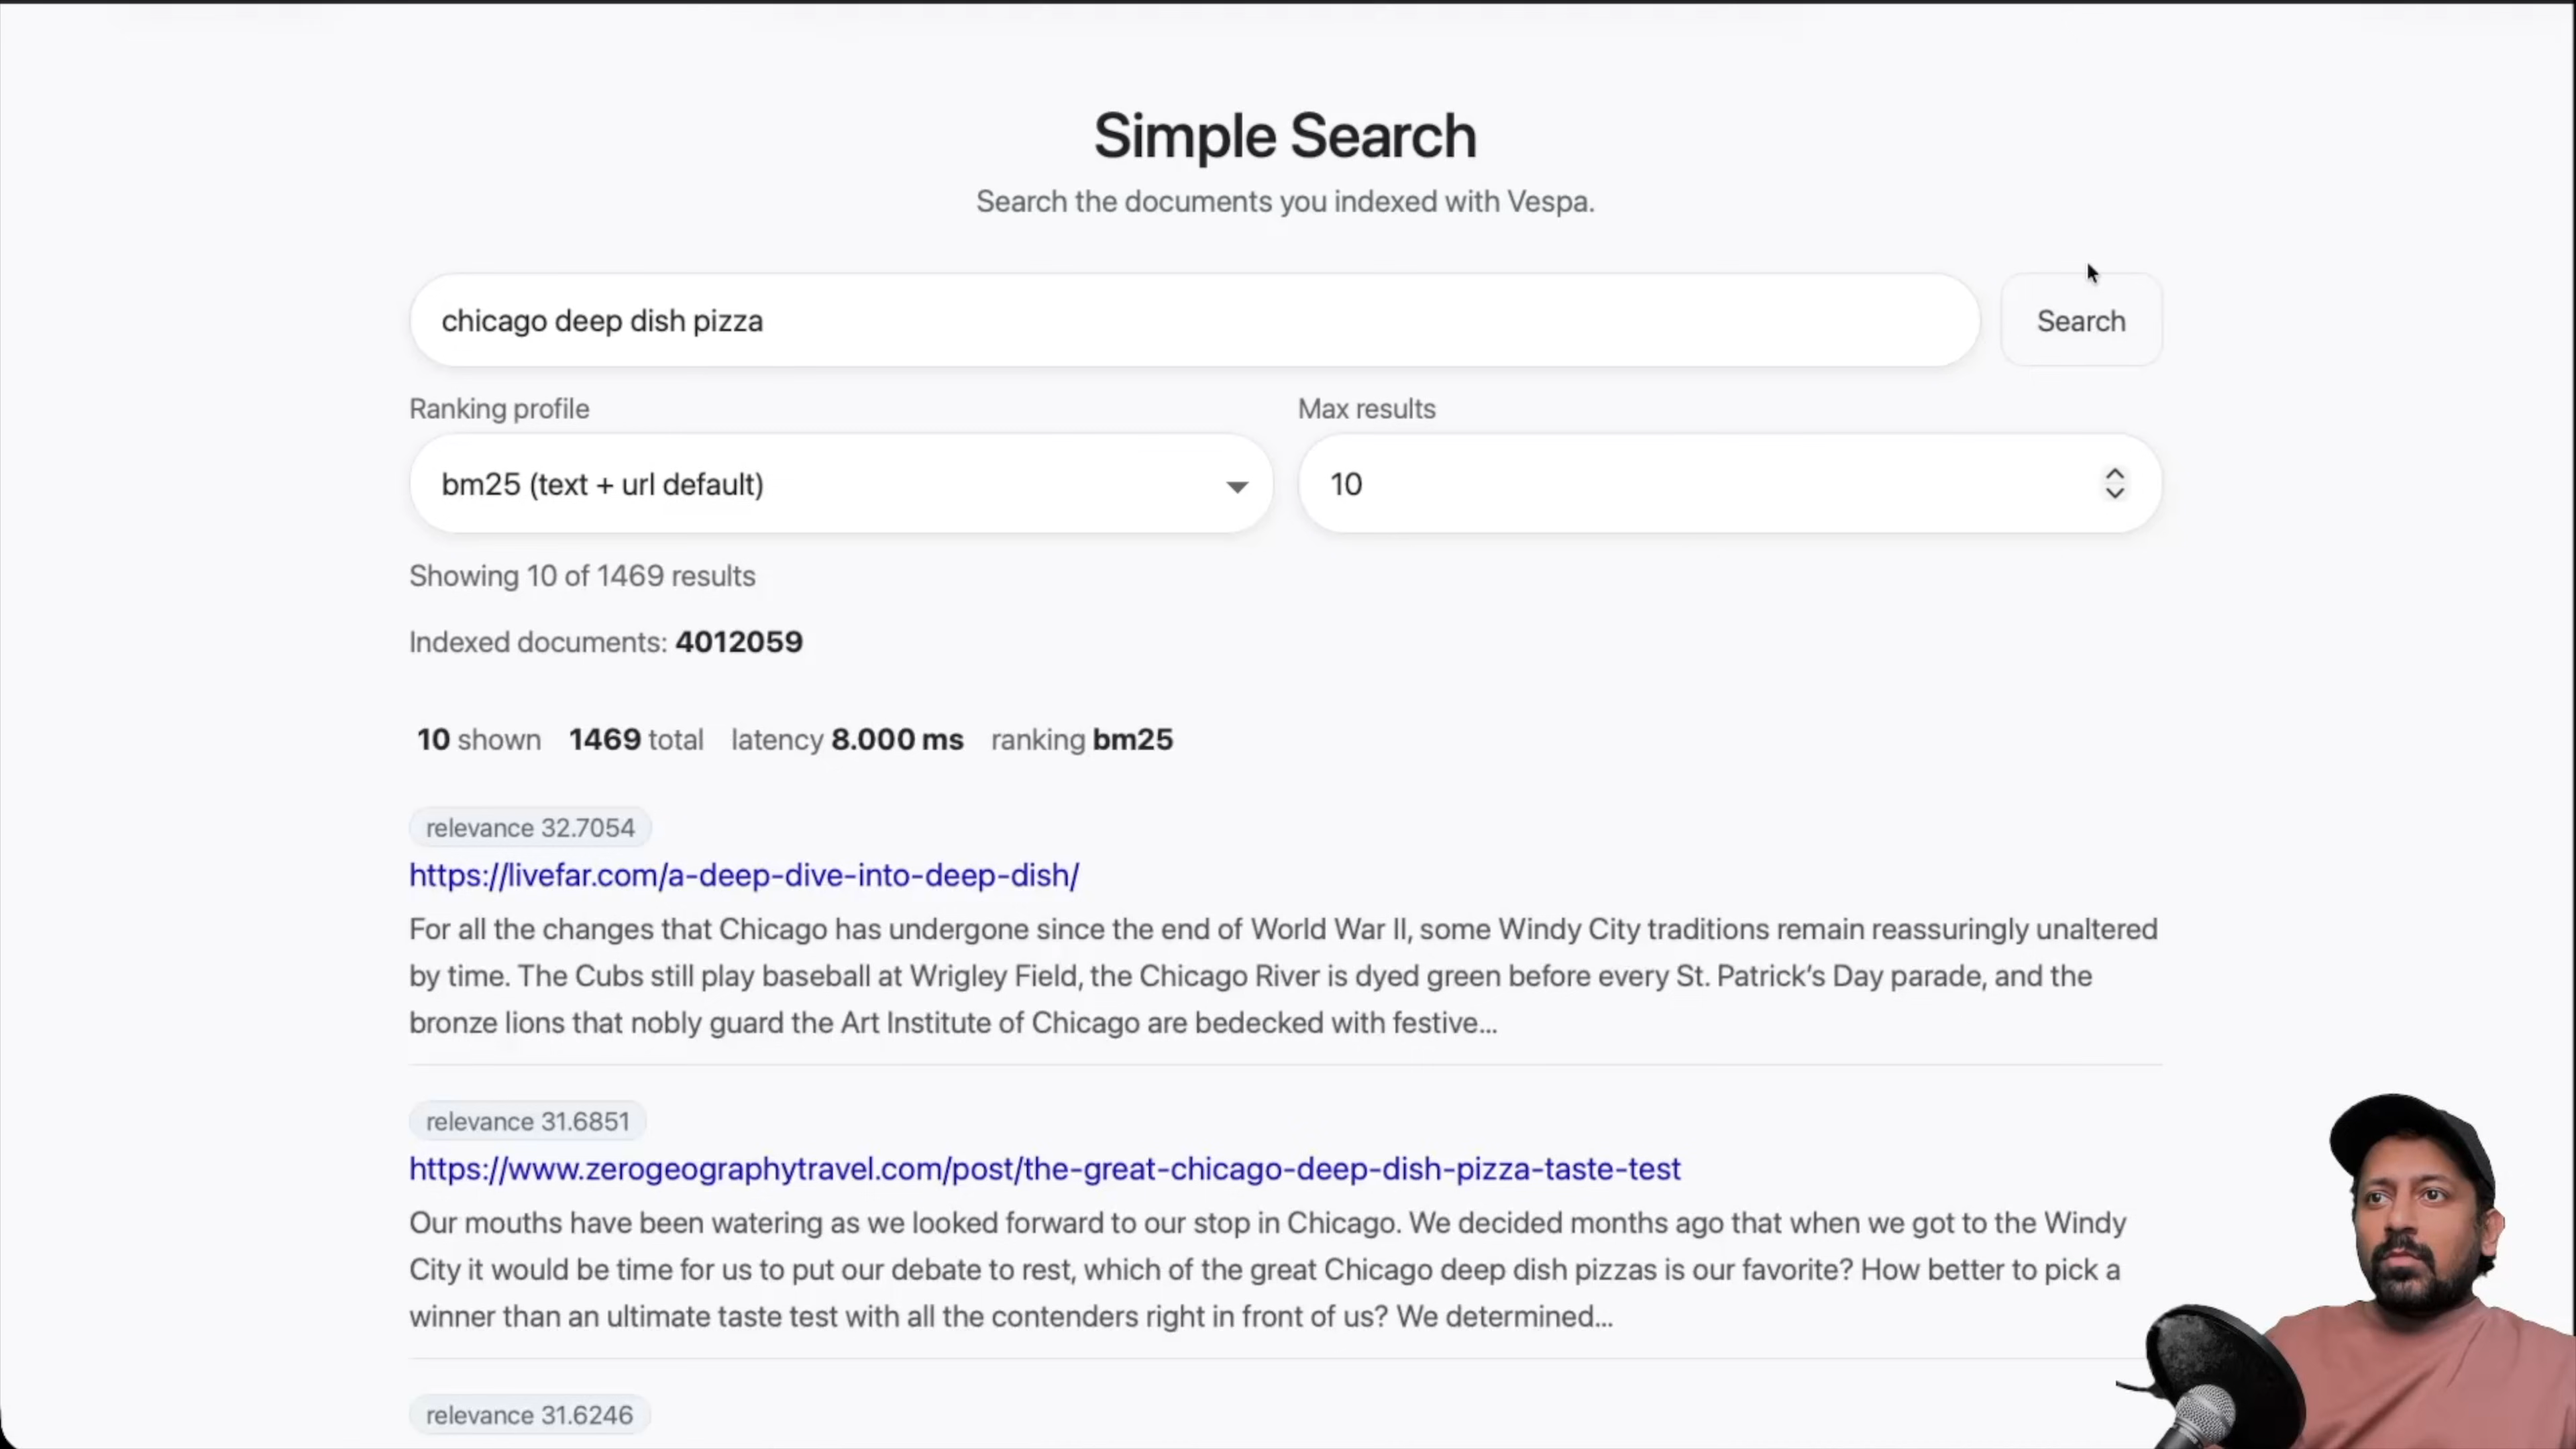 Simple Search
Search the documents you indexed with Vespa.
chicago deep dish pizza
Search
Ranking profile
Max results
bm25 (text + url default)
10
Showing 10 of 1469 results
Indexed documents: 4012059
10 shown 1469 total latency 8.000 ms ranking bm25
relevance 32.7054
https://livefar.com/a-deep-dive-into-deep-dish/
For all the changes that Chicago has undergone since the end of World War II, some Windy City traditions remain reassuringly unaltered
by time. The Cubs still play baseball at Wrigley Field, the Chicago River is dyed green before every St. Patrick’s Day parade, and the
bronze lions that nobly guard the Art Institute of Chicago are bedecked with festive...
relevance 31.6851
https://www.zerogeographytravel.com/post/the-great-chicago-deep-dish-pizza-taste-test
Our mouths have been watering as we looked forward to our stop in Chicago. We decided months ago that when we got to the Windy
City it would be time for us to put our debate to rest, which of the great Chicago deep dish pizzas is our favorite? How better to pick a
winner than an ultimate taste test with all the contenders right in front of us? We determined...
relevance 31.6246